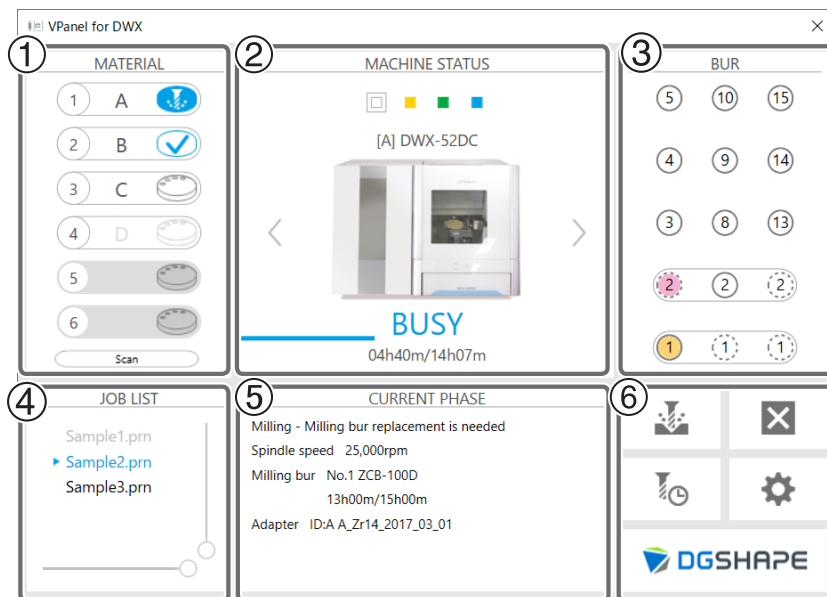 VPanel for DWX
1
MATERIAL
1 A
2 B
3 C
4 D
5
6
Scan
2
MACHINE STATUS
[A] DWX-52DC
BUSY
04h40m/14h07m
3
BUR
5 10 15
4 9 14
3 8 13
2 2 2
1 1 1
4
JOB LIST
Sample1.prn
Sample2.prn
Sample3.prn
5
CURRENT PHASE
Milling - Milling bur replacement is needed
Spindle speed 25,000rpm
Milling bur No.1 ZCB-100D
13h00m/15h00m
Adapter ID:A A_Zr14_2017_03_01
6
DGSHAPE